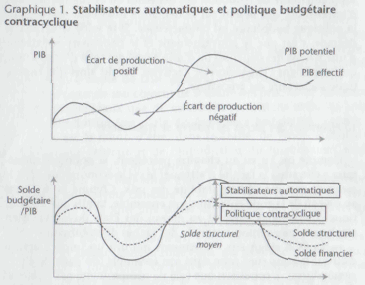 Graphique 1. Stabilisateurs automatiques et politique budgétaire
contracyclique
PIB
Écart de production
positif
PIB potentiel
PIB effectif
Écart de production
négatif
Solde
budgétaire
/PIB
Stabilisateurs automatiques
Politique contracyclique
Solde structurel
moyen
Solde structurel
Solde financier